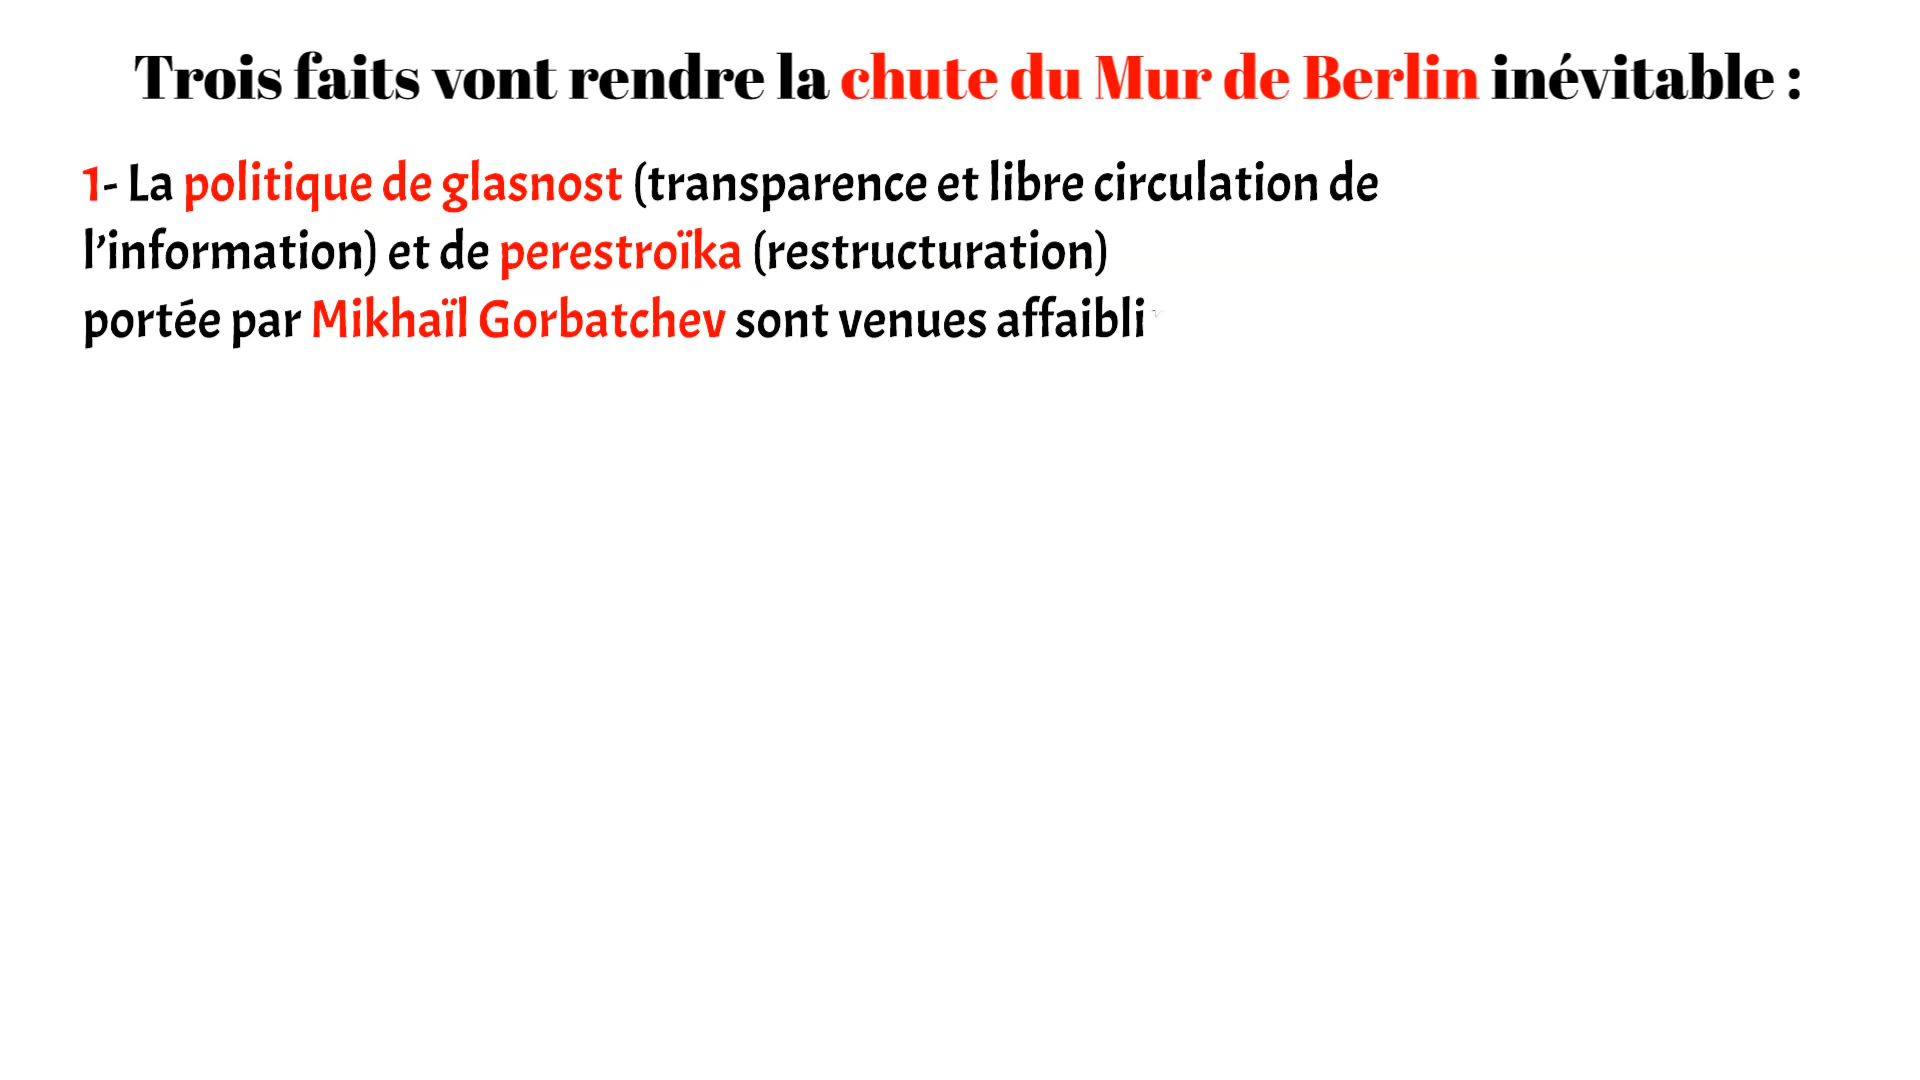 Trois faits vont rendre la chute du Mur de Berlin inévitable :
1- La politique de glasnost (transparence et libre circulation de
l’information) et de perestroïka (restructuration)
portée par Mikhaïl Gorbatchev sont venues affaibli